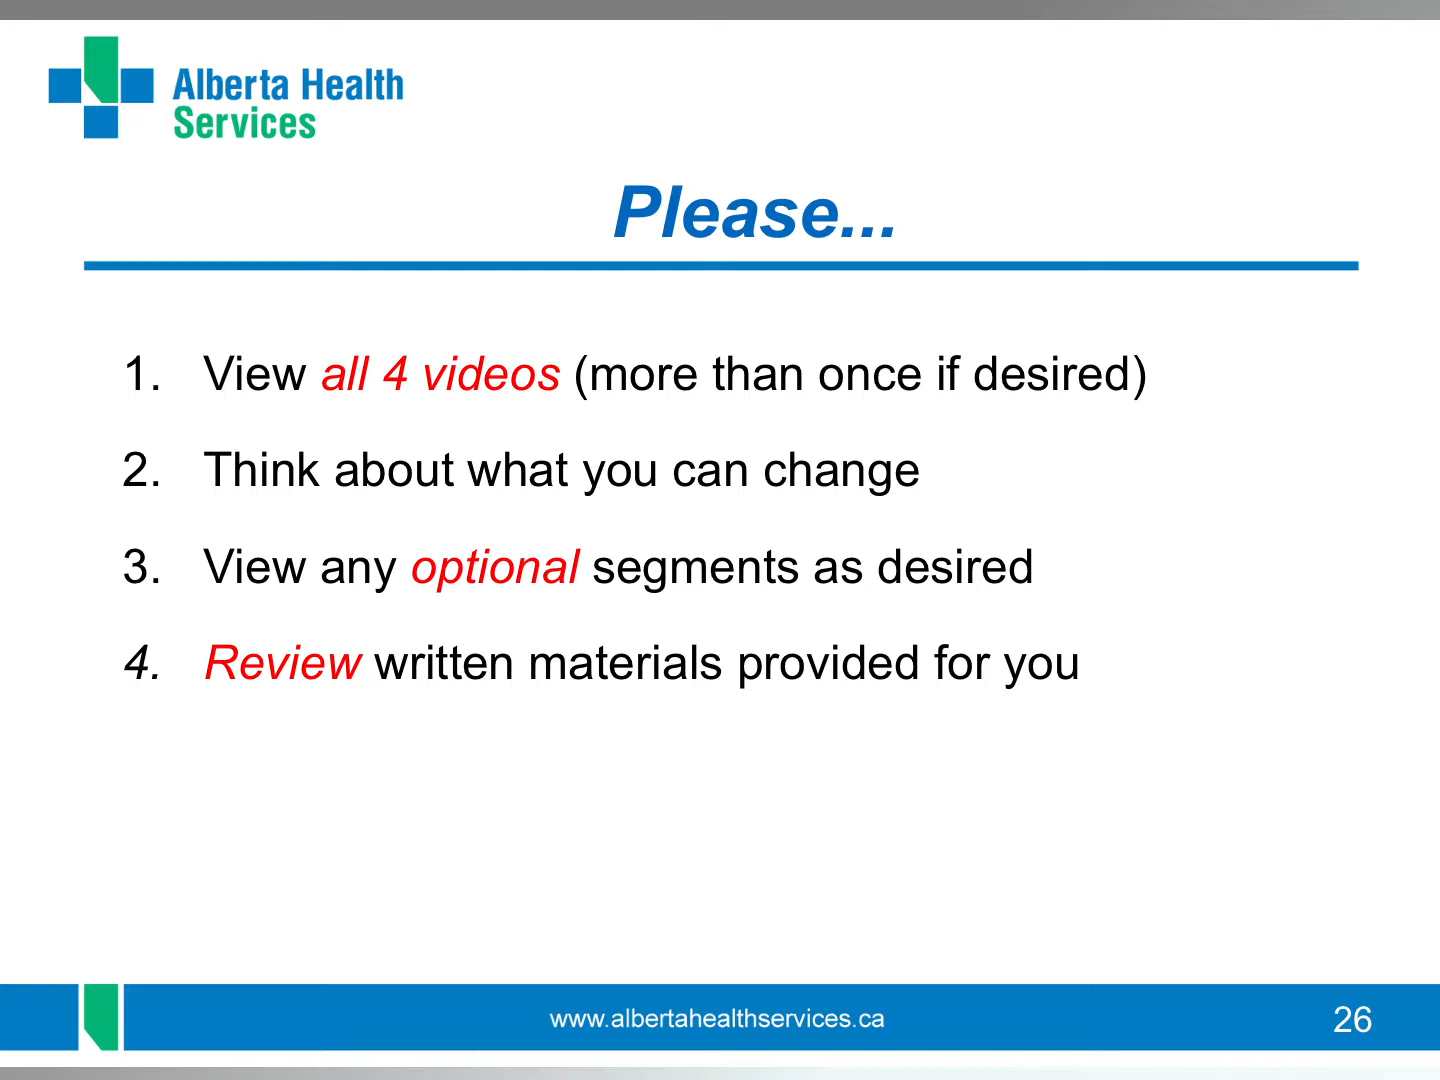 Alberta Health
Services
Please...
1. View all 4 videos (more than once if desired)
2. Think about what you can change
3. View any optional segments as desired
4. Review written materials provided for you
www.albertahealthservices.ca
26